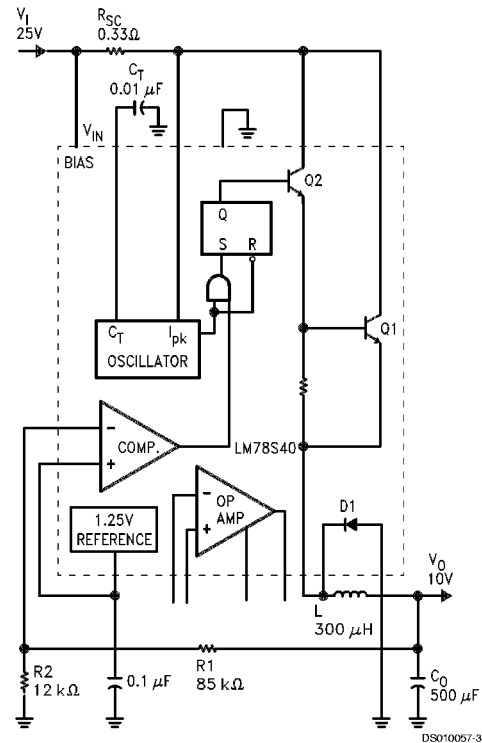 V_I
25V
R_SC
0.33Ω
C_T
0.01 μF
V_IN
BIAS
Q2
Q
S R
Q1
C_T I_pk
OSCILLATOR
- COMP.
+
LM78S40
- OP
+ AMP
1.25V
REFERENCE
D1
V_O
10V
L
300 μH
R2
12 kΩ
0.1 μF
R1
85 kΩ
C_O
500 μF
DS010057-3